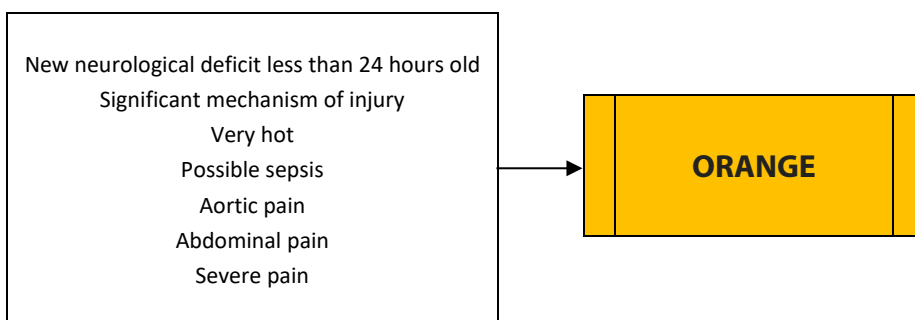 New neurological deficit less than 24 hours old
Significant mechanism of injury
Very hot
Possible sepsis
Aortic pain
Abdominal pain
Severe pain
ORANGE